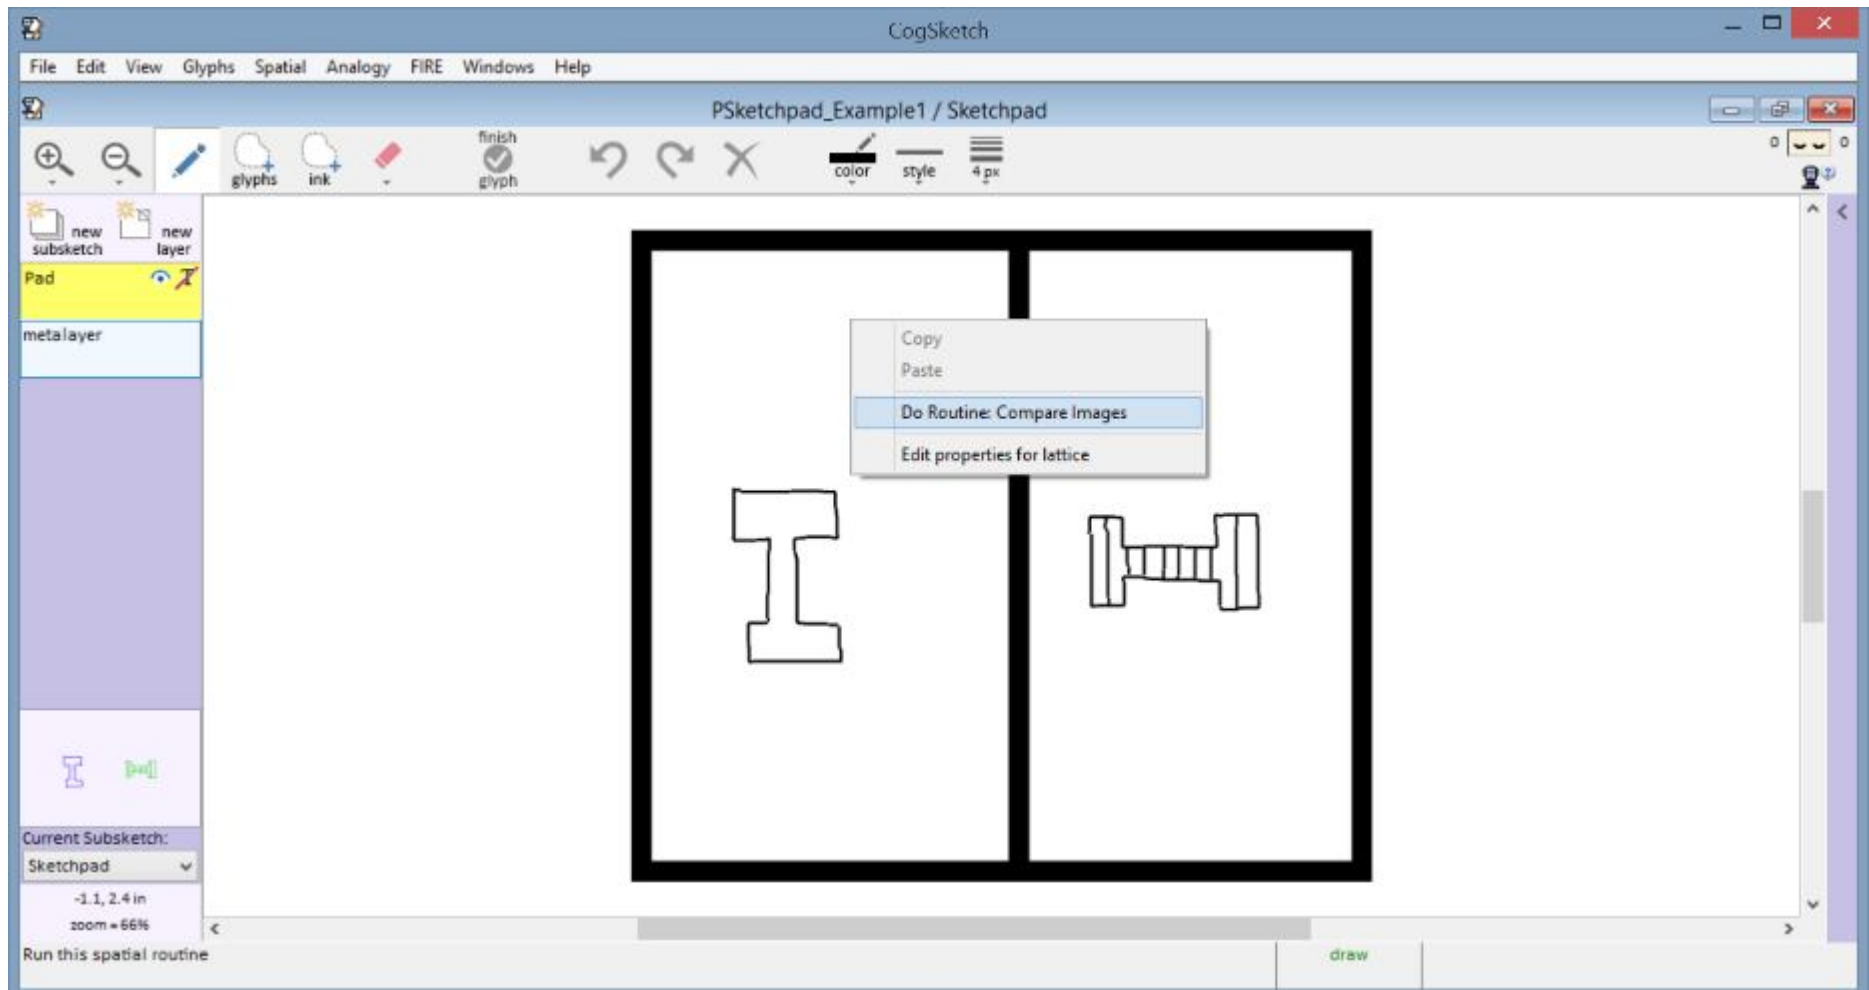 CogSketch
File Edit View Glyphs Spatial Analogy FIRE Windows Help
PSketchpad_Example1 / Sketchpad
glyphs
ink
finish
glyph
color
style
4 px
0
0
new
subsketch
new
layer
Pad
metalayer
Copy
Paste
Do Routine: Compare Images
Edit properties for lattice
Current Subsketch:
Sketchpad
-1.1, 2.4 in
zoom = 66%
Run this spatial routine
draw